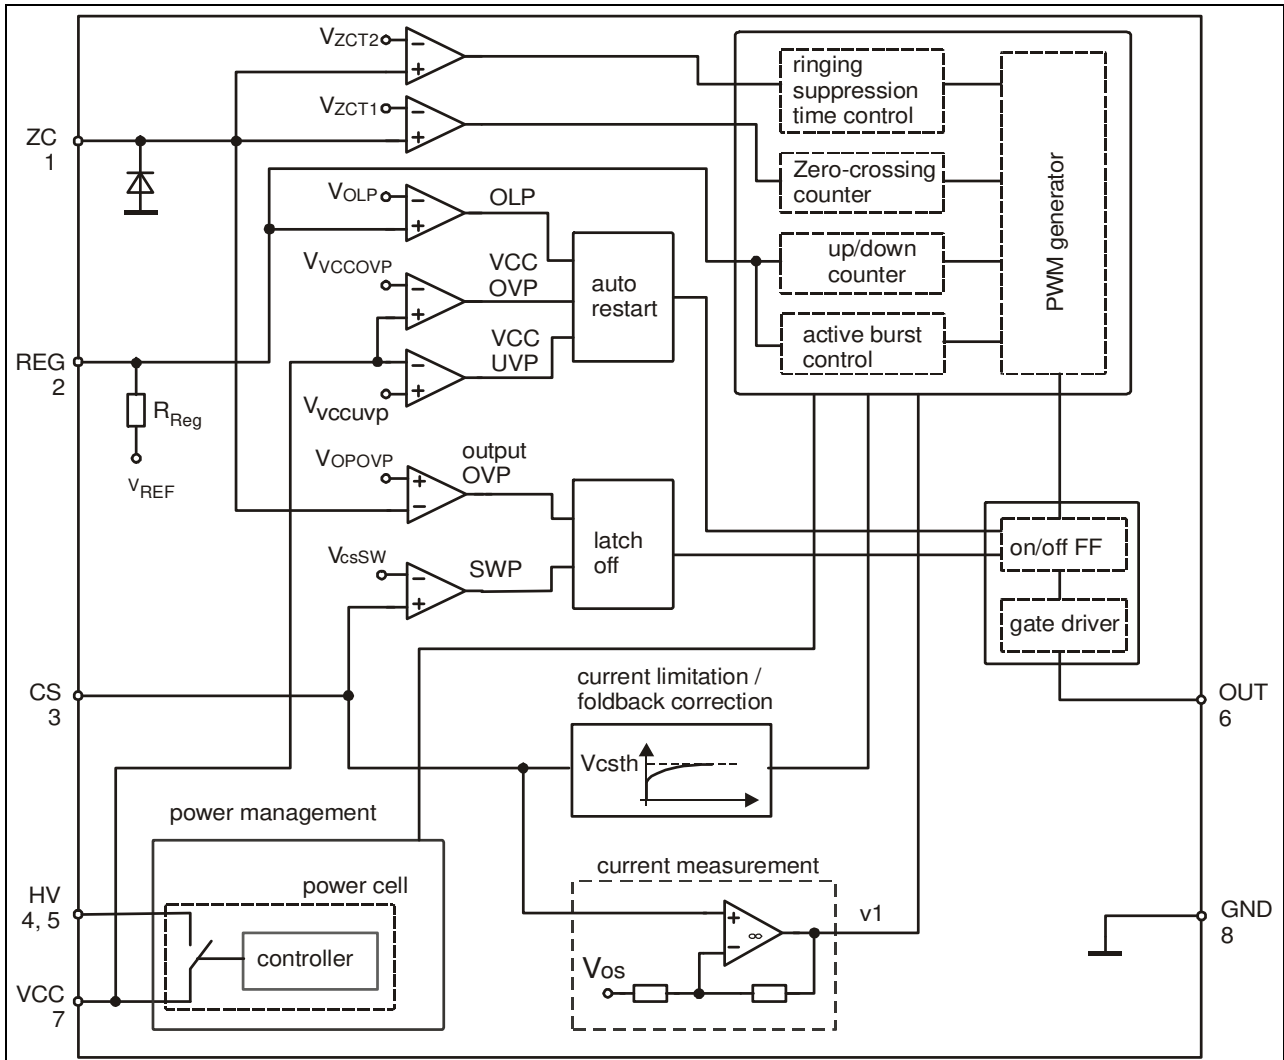 VZCT2
VZCT1
ZC
1
ringing
suppression
time control
Zero-crossing
counter
up/down
counter
active burst
control
PWM generator
VOLP
OLP
VVCCOVP
VCC
OVP
VCC
UVP
Vvccuvp
auto
restart
REG
2
RReg
VREF
VOPOVP
output
OVP
VcsSW
SWP
latch
off
on/off FF
gate driver
CS
3
current limitation /
foldback correction
Vcsth
OUT
6
power management
power cell
controller
HV
4, 5
VCC
7
current measurement
∞
v1
Vos
GND
8